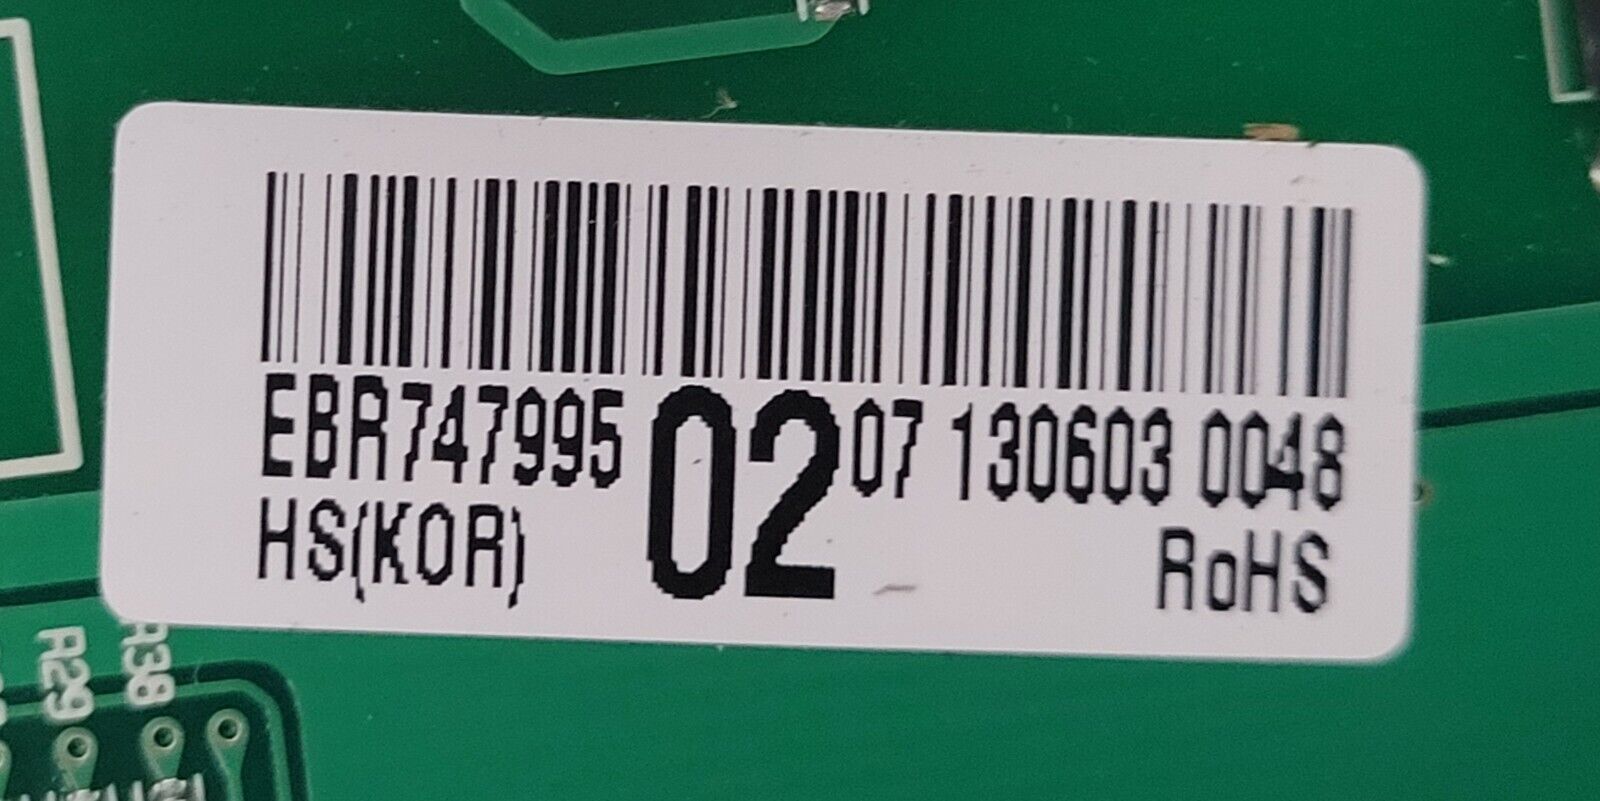 EBR747995 02 07 130603 0048
HS(KOR) RoHS
R29 R38